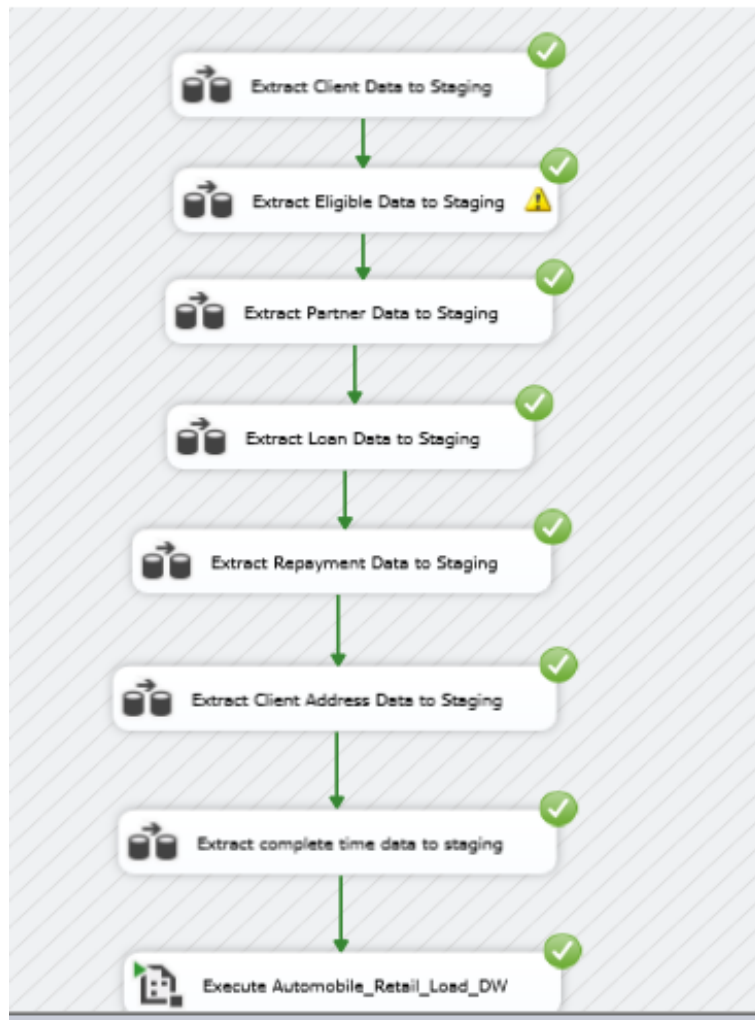 Extract Client Data to Staging
Extract Eligible Data to Staging
Extract Partner Data to Staging
Extract Loan Data to Staging
Extract Repayment Data to Staging
Extract Client Address Data to Staging
Extract complete time data to staging
Execute Automobile_Retail_Load_DW